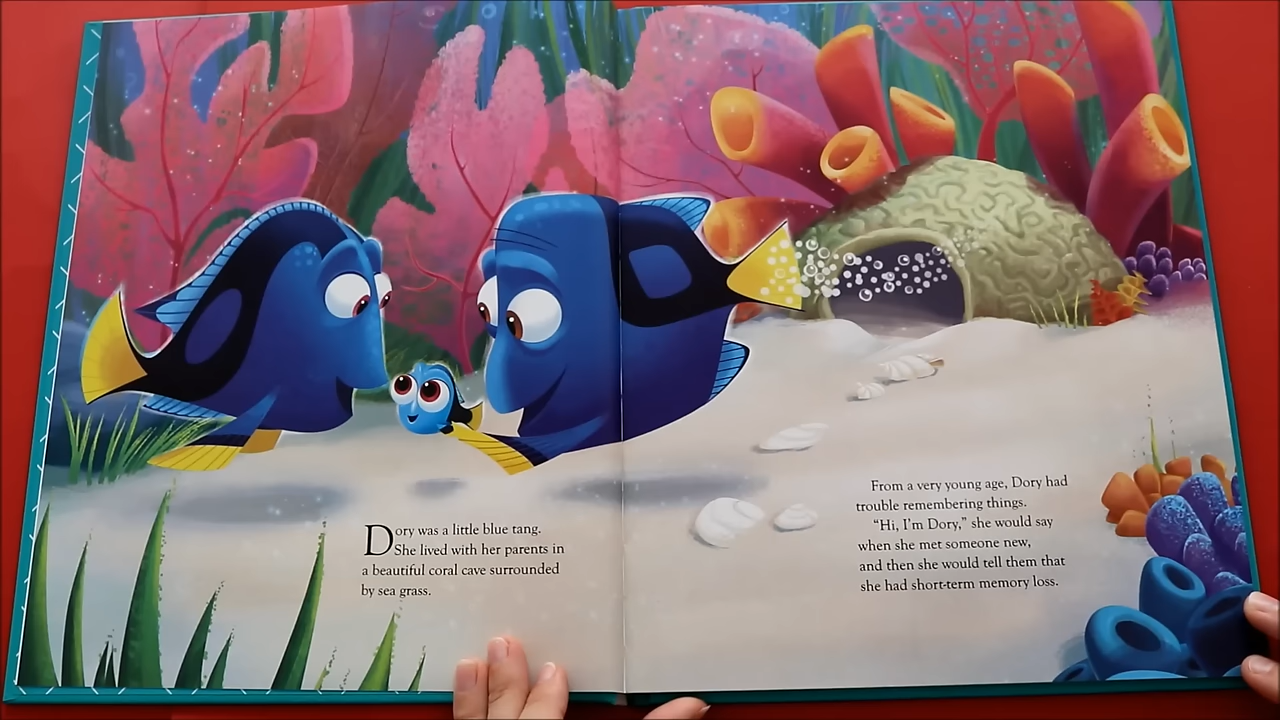 Dory was a little blue tang.
She lived with her parents in
a beautiful coral cave surrounded
by sea grass.
From a very young age, Dory had
trouble remembering things.
“Hi, I’m Dory,” she would say
when she met someone new,
and then she would tell them that
she had short-term memory loss.